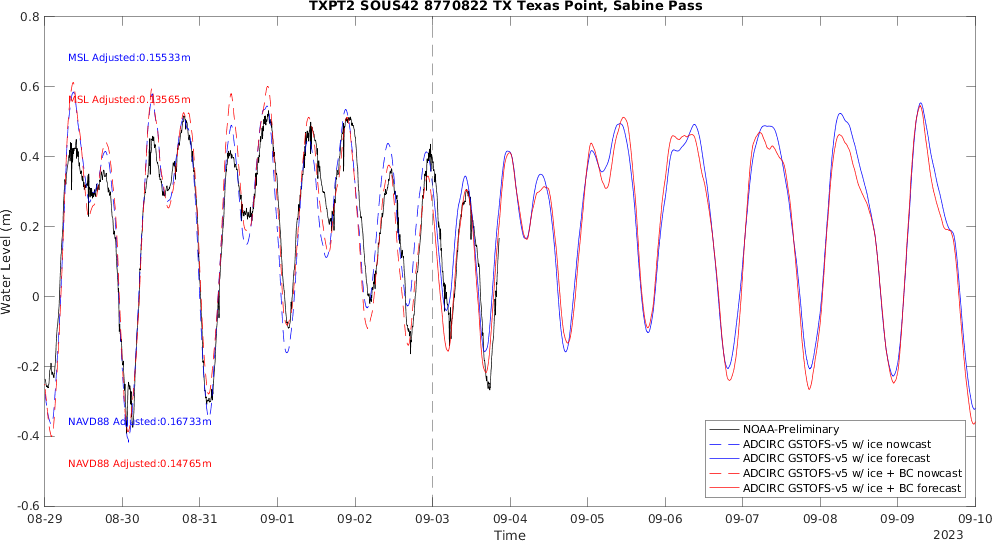 TXPT2 SOUS42 8770822 TX Texas Point, Sabine Pass
0.8
0.6
0.4
0.2
0
-0.2
-0.4
-0.6
Water Level (m)
MSL Adjusted:0.15533m
MSL Adjusted:0.13565m
NAVD88 Adjusted:0.16733m
NAVD88 Adjusted:0.14765m
NOAA-Preliminary
ADCIRC GSTOFS-v5 w/ ice nowcast
ADCIRC GSTOFS-v5 w/ ice forecast
ADCIRC GSTOFS-v5 w/ ice + BC nowcast
ADCIRC GSTOFS-v5 w/ ice + BC forecast
08-29 08-30 08-31 09-01 09-02 09-03 09-04 09-05 09-06 09-07 09-08 09-09 09-10
Time
2023